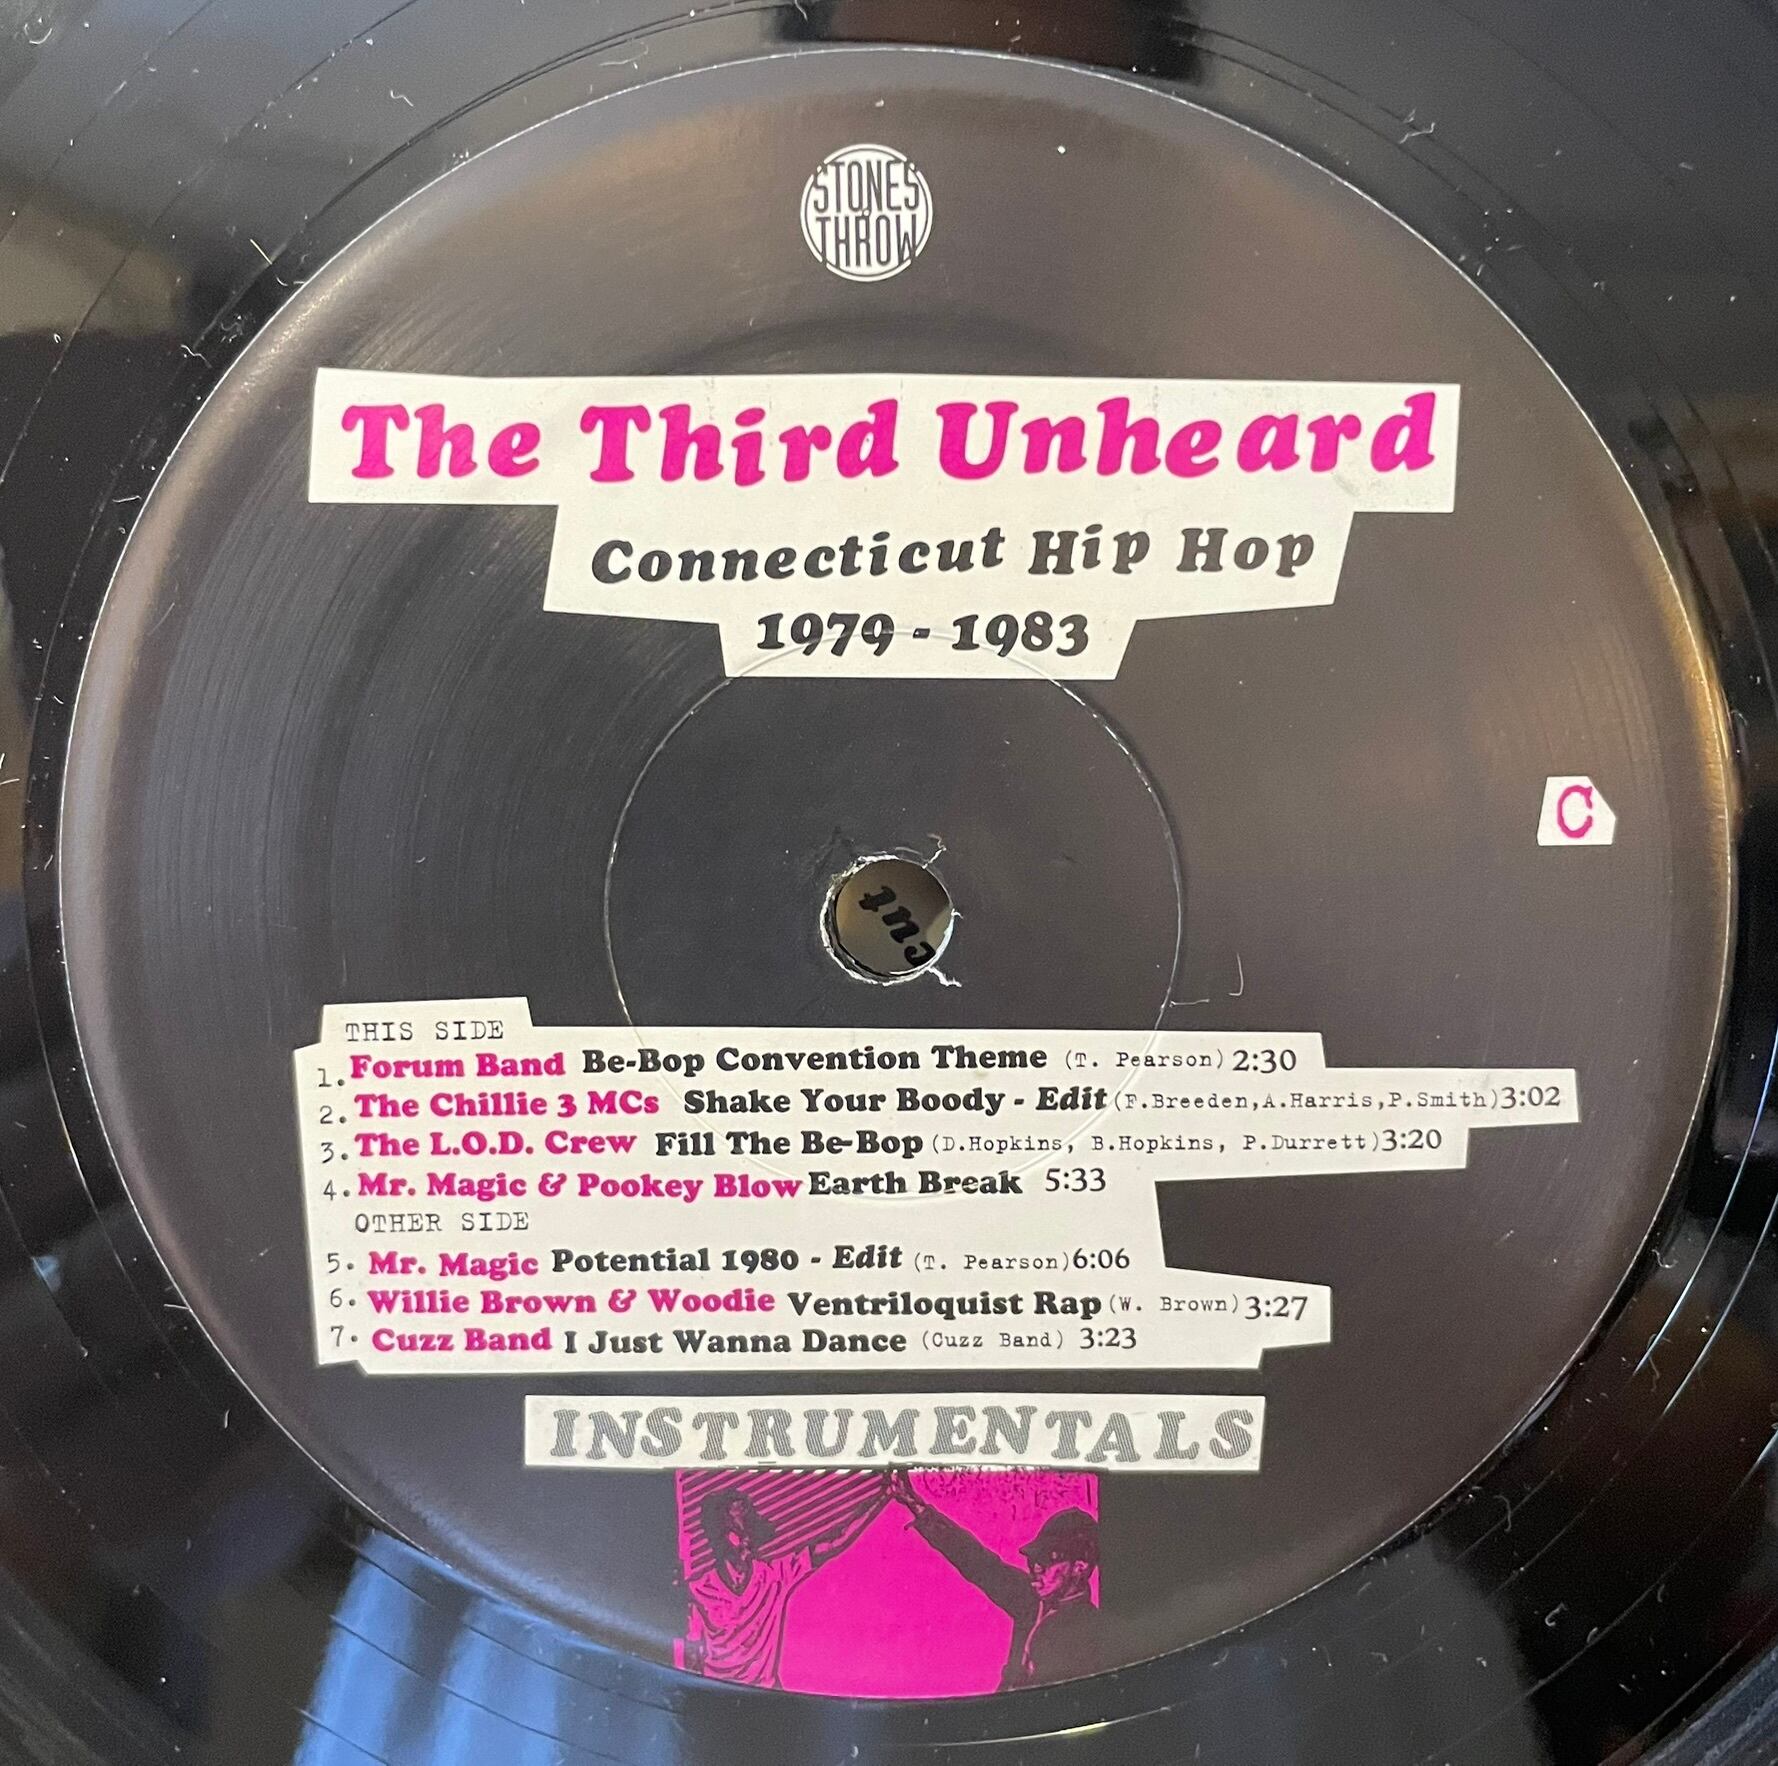 STONES
THROW
The Third Unheard
Connecticut Hip Hop
1979 - 1983
C
cut
THIS SIDE
1. Forum Band Be-Bop Convention Theme (T. Pearson) 2:30
2. The Chillie 3 MCs Shake Your Boody - Edit (F.Breeden,A.Harris,P.Smith) 3:02
3. The L.O.D. Crew Fill The Be-Bop (D.Hopkins, B.Hopkins, P.Durrett) 3:20
4. Mr. Magic & Pookey Blow Earth Break 5:33
OTHER SIDE
5. Mr. Magic Potential 1980 - Edit (T. Pearson) 6:06
6. Willie Brown & Woodie Ventriloquist Rap (W. Brown) 3:27
7. Cuzz Band I Just Wanna Dance (Cuzz Band) 3:23
INSTRUMENTALS